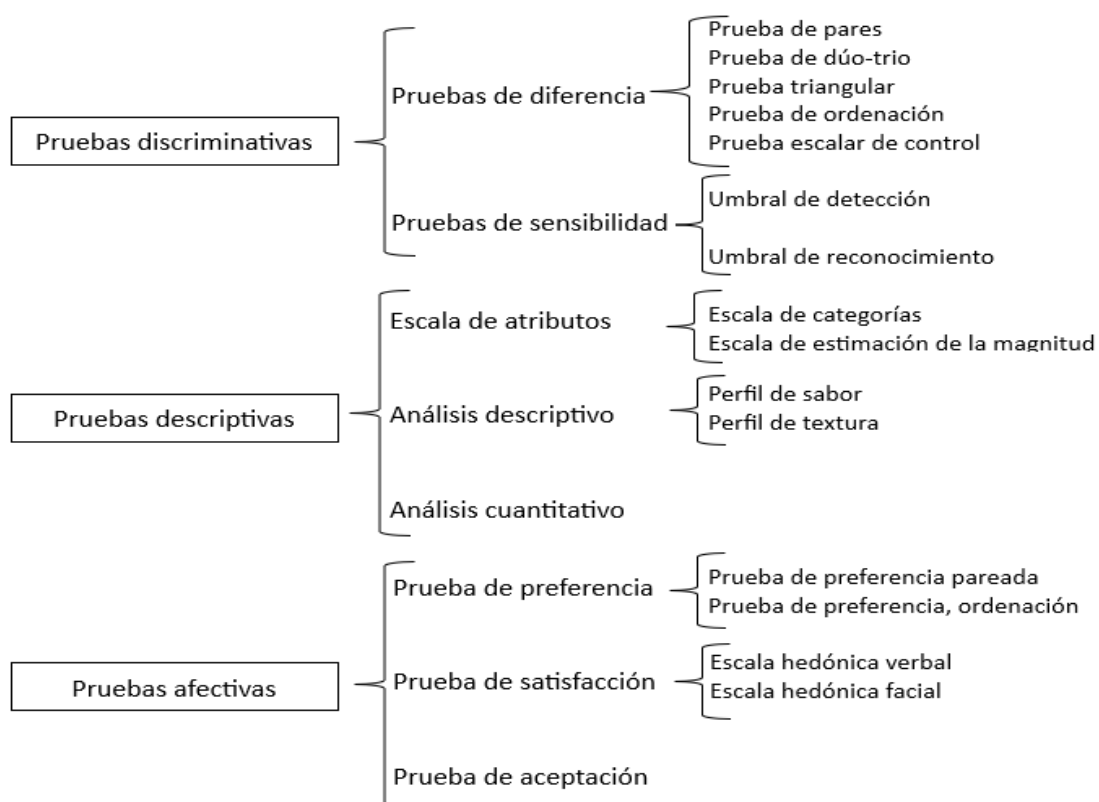 Pruebas discriminativas
Pruebas de diferencia
Prueba de pares
Prueba de dúo-trio
Prueba triangular
Prueba de ordenación
Prueba escalar de control
Pruebas de sensibilidad
Umbral de detección
Umbral de reconocimiento
Pruebas descriptivas
Escala de atributos
Escala de categorías
Escala de estimación de la magnitud
Análisis descriptivo
Perfil de sabor
Perfil de textura
Análisis cuantitativo
Pruebas afectivas
Prueba de preferencia
Prueba de preferencia pareada
Prueba de preferencia, ordenación
Prueba de satisfacción
Escala hedónica verbal
Escala hedónica facial
Prueba de aceptación